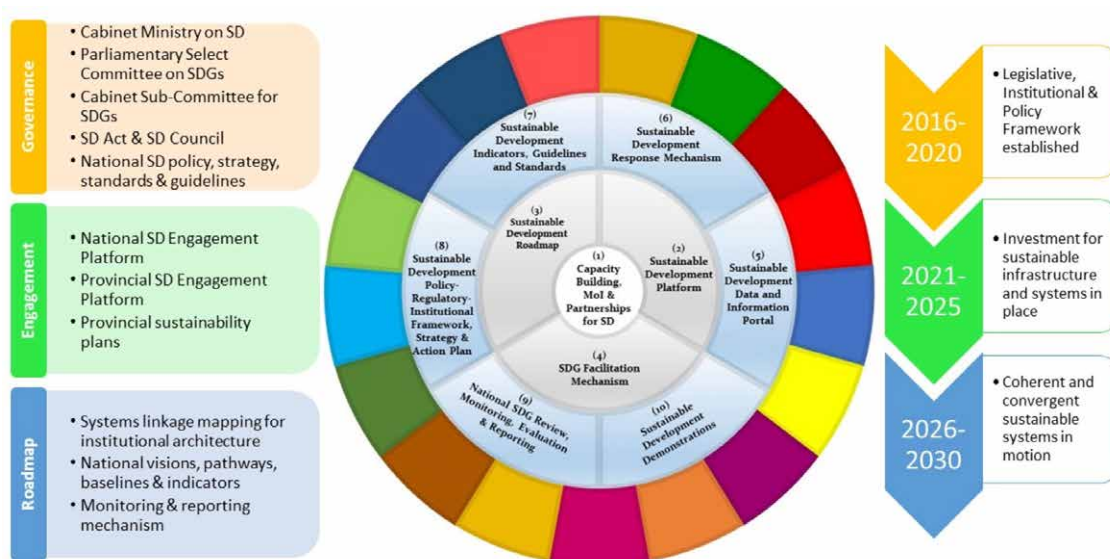 Governance
• Cabinet Ministry on SD
• Parliamentary Select
Committee on SDGs
• Cabinet Sub-Committee for
SDGs
• SD Act & SD Council
• National SD policy, strategy,
standards & guidelines
Engagement
• National SD Engagement
Platform
• Provincial SD Engagement
Platform
• Provincial sustainability
plans
Roadmap
• Systems linkage mapping for
institutional architecture
• National visions, pathways,
baselines & indicators
• Monitoring & reporting
mechanism
(1)
Capacity
Building,
MoI &
Partnerships
for SD
(2)
Sustainable
Development
Platform
(3)
Sustainable
Development
Roadmap
(4)
SDG Facilitation
Mechanism
(5)
Sustainable
Development
Data and
Information
Portal
(6)
Sustainable
Development
Response Mechanism
(7)
Sustainable
Development
Indicators, Guidelines
and Standards
(8)
Sustainable
Development
Policy-
Regulatory-
Institutional
Framework,
Strategy &
Action Plan
(9)
National SDG Review,
Monitoring, Evaluation
& Reporting
(10)
Sustainable
Development
Demonstrations
2016-
2020
• Legislative,
Institutional &
Policy
Framework
established
2021-
2025
• Investment for
sustainable
infrastructure
and systems in
place
2026-
2030
• Coherent and
convergent
sustainable
systems in
motion